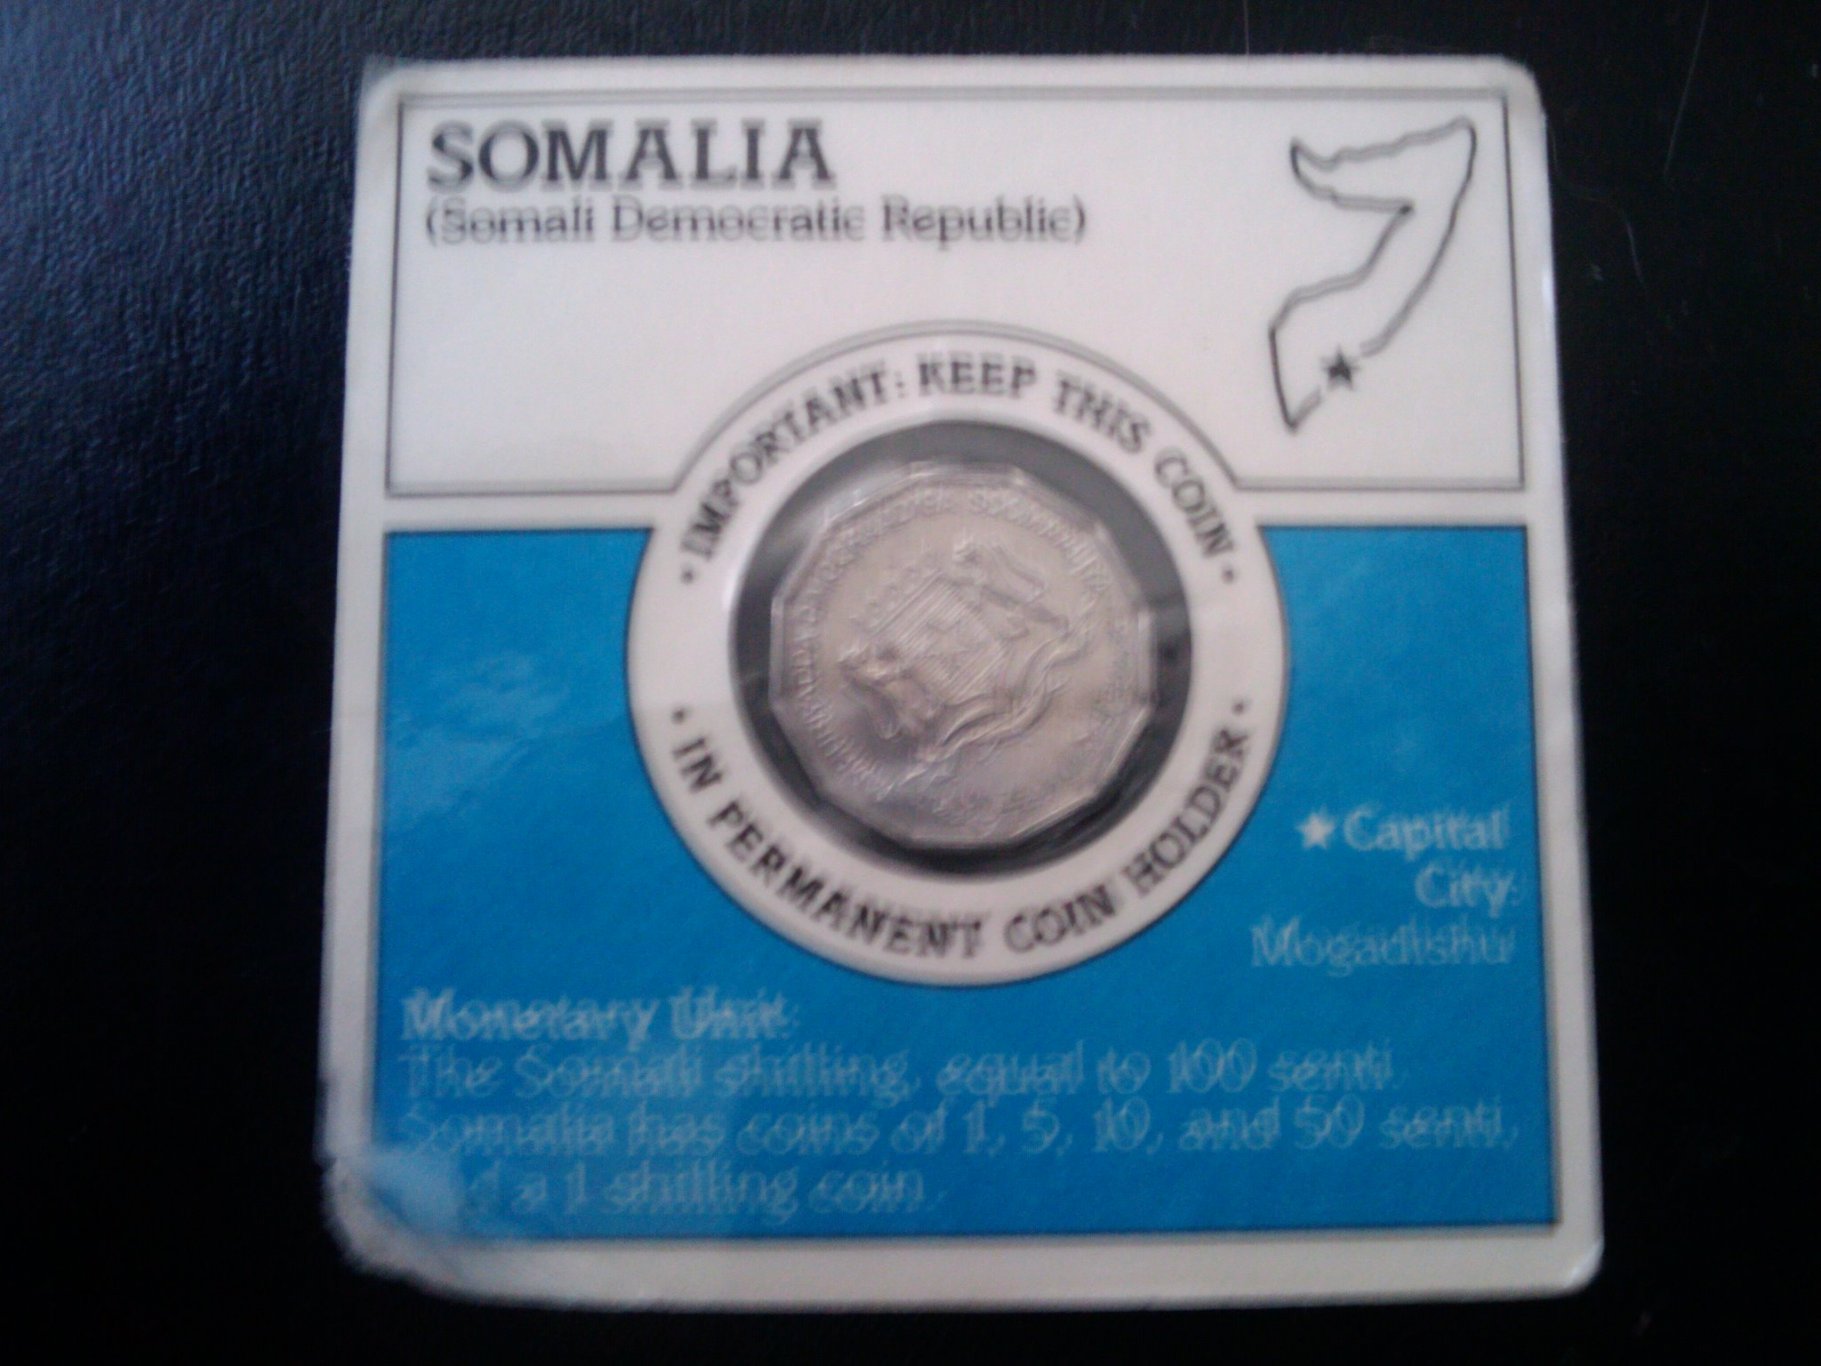 SOMALIA
(Somali Democratic Republic)
• IMPORTANT: KEEP THIS COIN •
• IN PERMANENT COIN HOLDER •
★ Capital
City:
Mogadishu
Monetary Unit:
The Somali shilling, equal to 100 senti.
Somalia has coins of 1, 5, 10, and 50 senti,
d a 1 shilling coin.